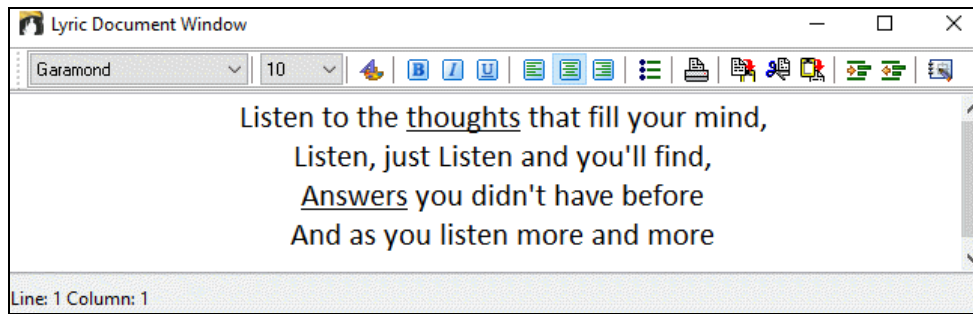 Lyric Document Window
Garamond 10 B I U
Listen to the thoughts that fill your mind,
Listen, just Listen and you'll find,
Answers you didn't have before
And as you listen more and more
Line: 1 Column: 1